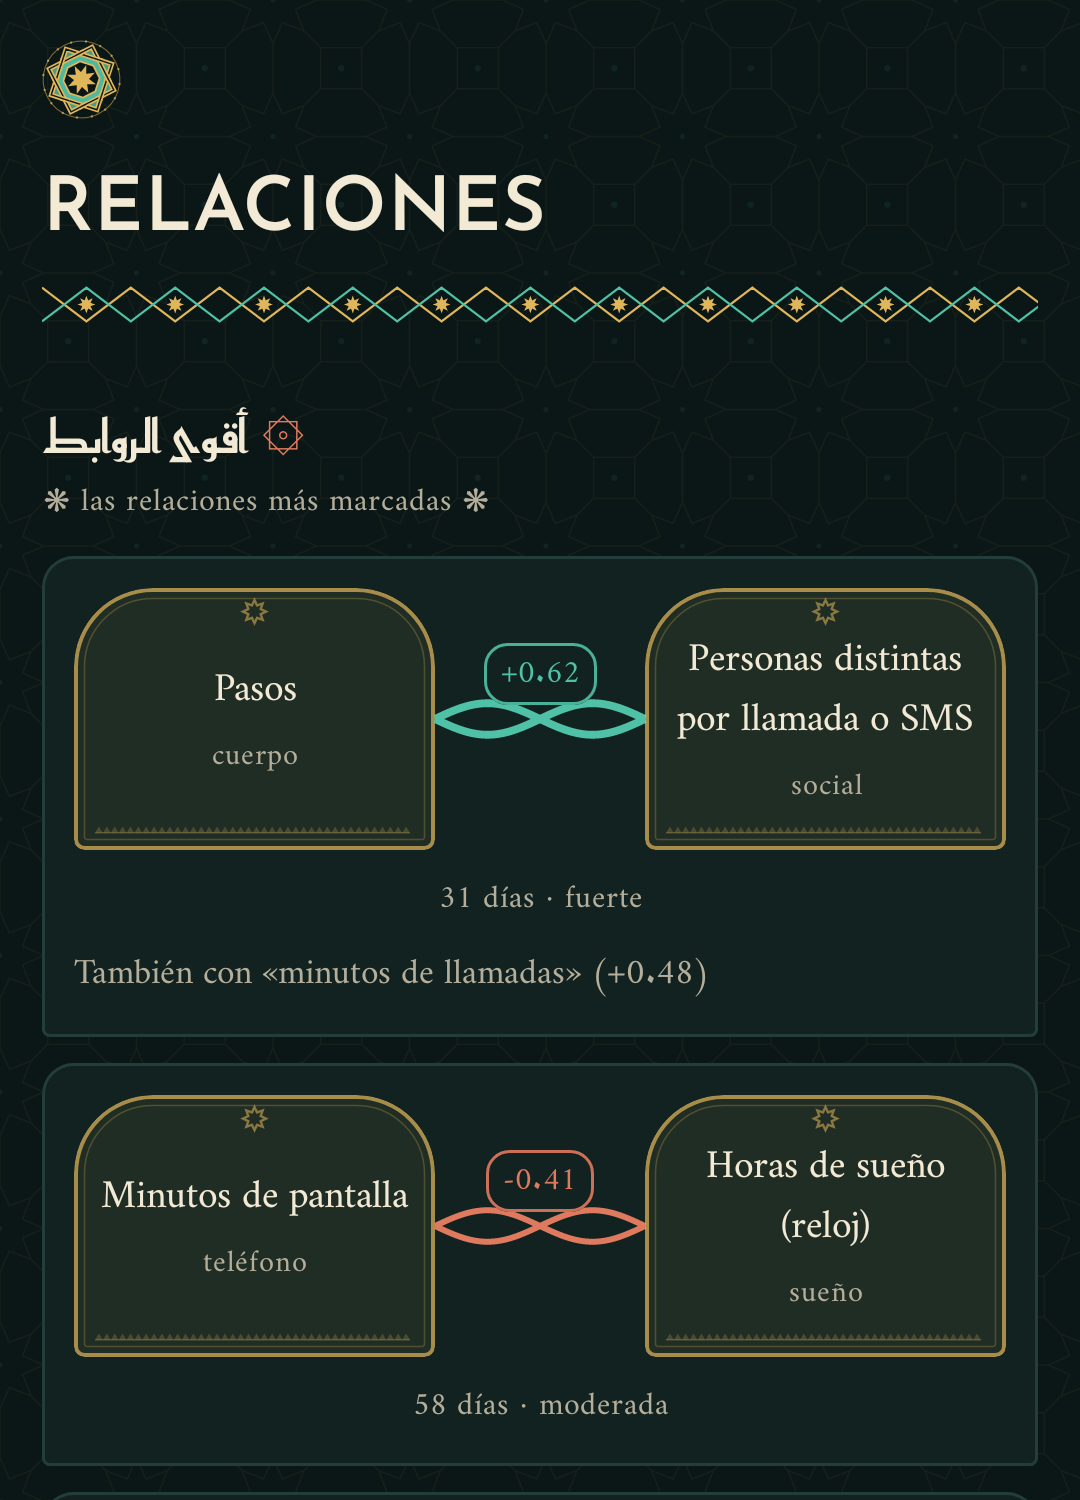 RELACIONES
أقوى الروابط
las relaciones más marcadas
Pasos
cuerpo
+0.62
Personas distintas
por llamada o SMS
social
31 días · fuerte
También con «minutos de llamadas» (+0.48)
Minutos de pantalla
teléfono
-0.41
Horas de sueño
(reloj)
sueño
58 días · moderada